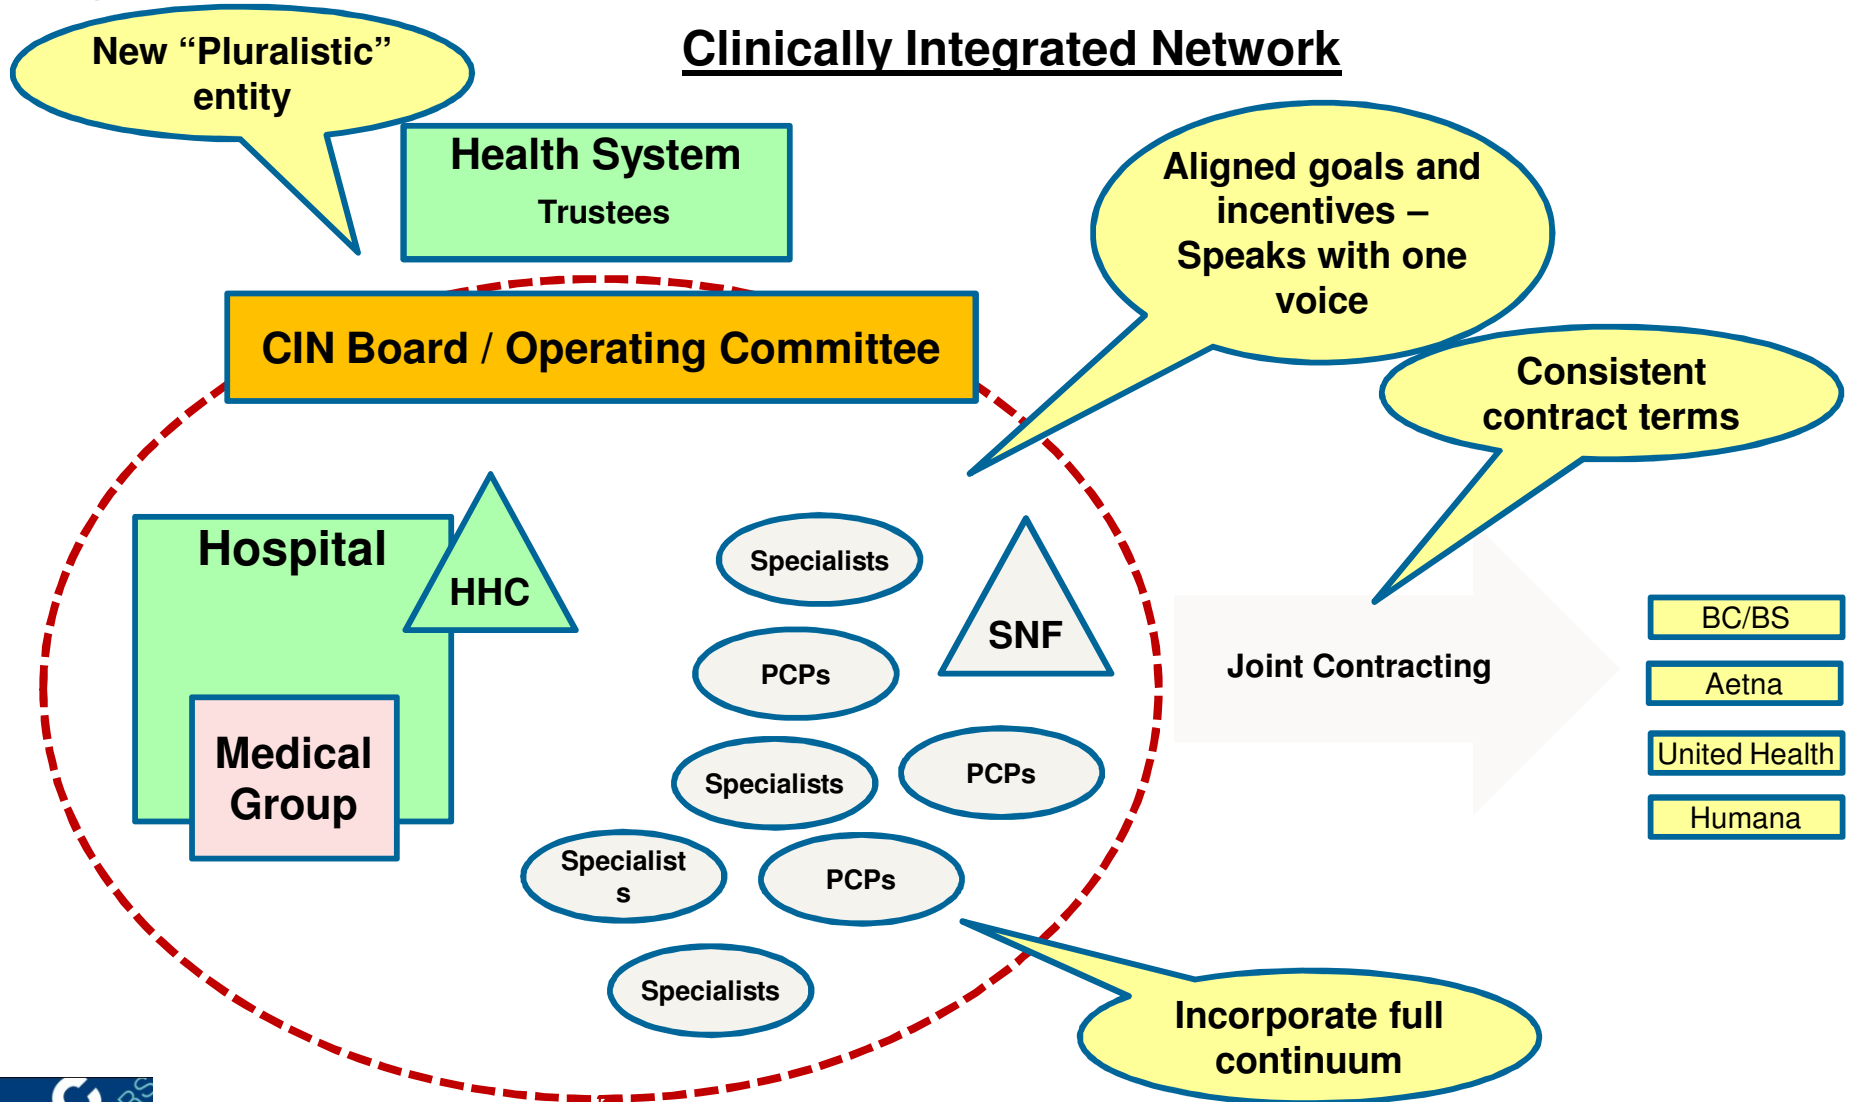 New “Pluralistic”
entity
Clinically Integrated Network
Health System
Trustees
Aligned goals and
incentives –
Speaks with one
voice
CIN Board / Operating Committee
Consistent
contract terms
Hospital
HHC
Specialists
SNF
PCPs
Joint Contracting
BC/BS
Aetna
United Health
Humana
Medical
Group
Specialists
PCPs
Specialist
s
PCPs
Specialists
Incorporate full
continuum
BS